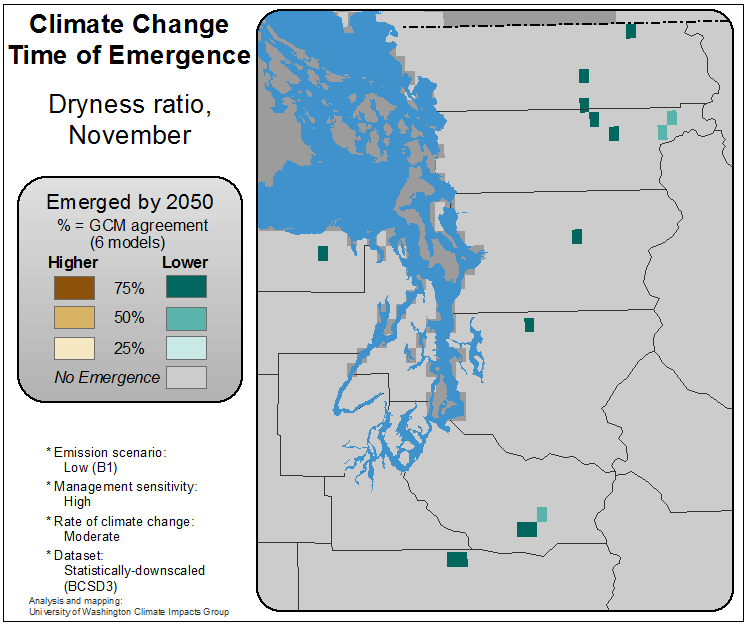 Climate Change
Time of Emergence
Dryness ratio,
November
Emerged by 2050
% = GCM agreement
(6 models)
Higher Lower
75%
50%
25%
No Emergence
* Emission scenario:
Low (B1)
* Management sensitivity:
High
* Rate of climate change:
Moderate
* Dataset:
Statistically-downscaled
(BCSD3)
Analysis and mapping:
University of Washington Climate Impacts Group